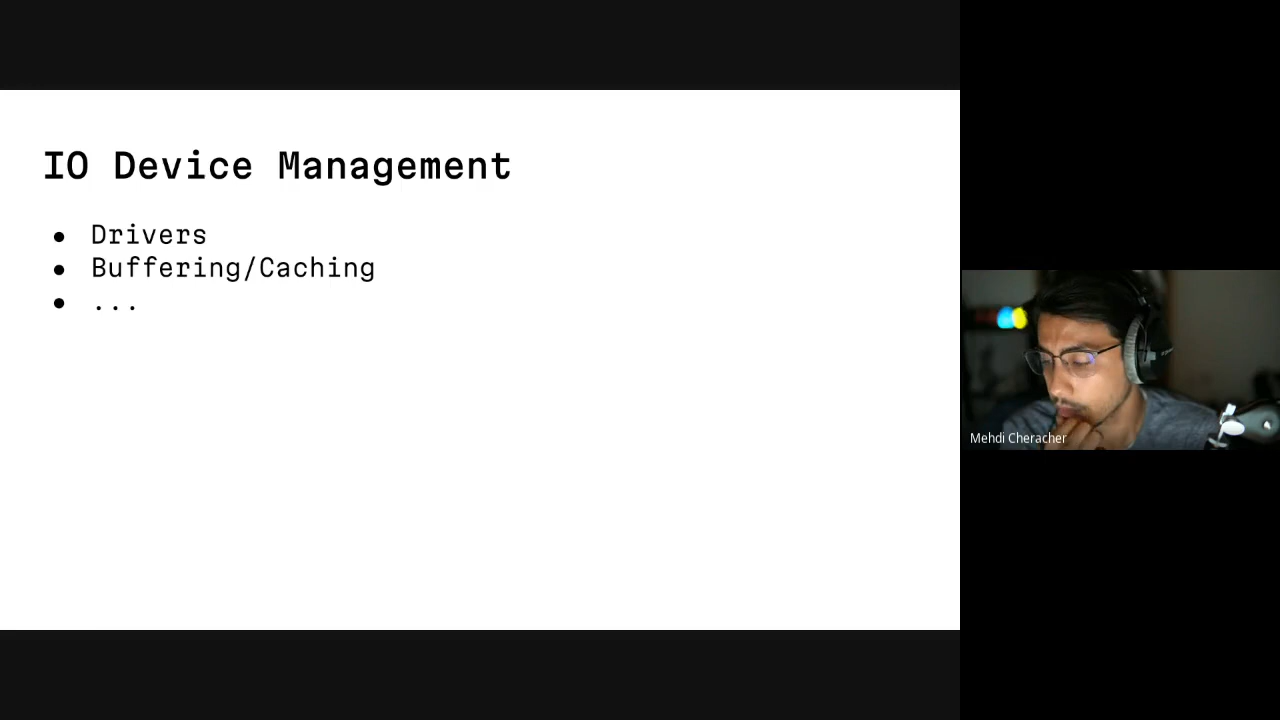 IO Device Management
● Drivers
● Buffering/Caching
● ...
Mehdi Cheracher